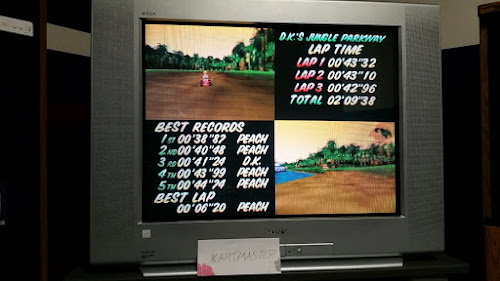 D.K.'S JUNGLE PARKWAY
LAP TIME
LAP 1 00'43"32
LAP 2 00'43"10
LAP 3 00'42"96
TOTAL 02'09"38
BEST RECORDS
1ST 00'38"87 PEACH
2ND 00'40"48 PEACH
3RD 00'41"24 D.K.
4TH 00'43"99 PEACH
5TH 00'44"74 PEACH
BEST LAP
00'06"20 PEACH
KARTMASTER